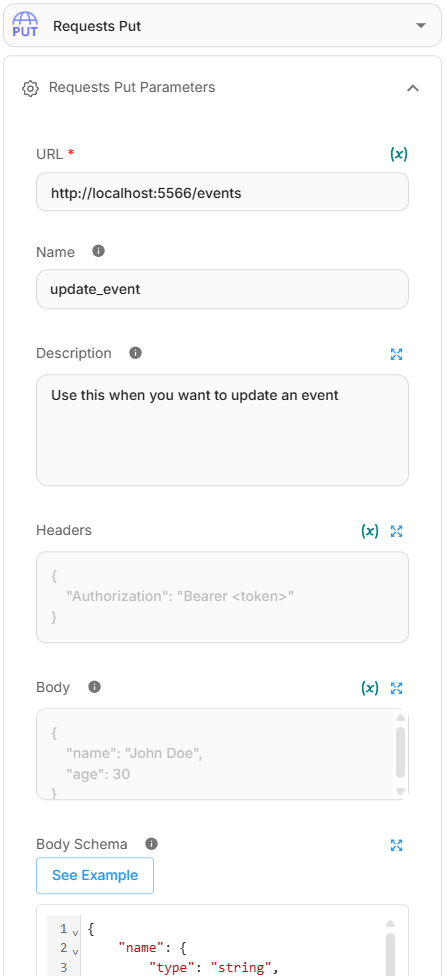 PUT
Requests Put
Requests Put Parameters
URL *
(x)
http://localhost:5566/events
Name
update_event
Description
Use this when you want to update an event
Headers
(x)
{
"Authorization": "Bearer <token>"
}
Body
(x)
{
"name": "John Doe",
"age": 30
}
Body Schema
See Example
1 {
2 "name": {
3 "type": "string",